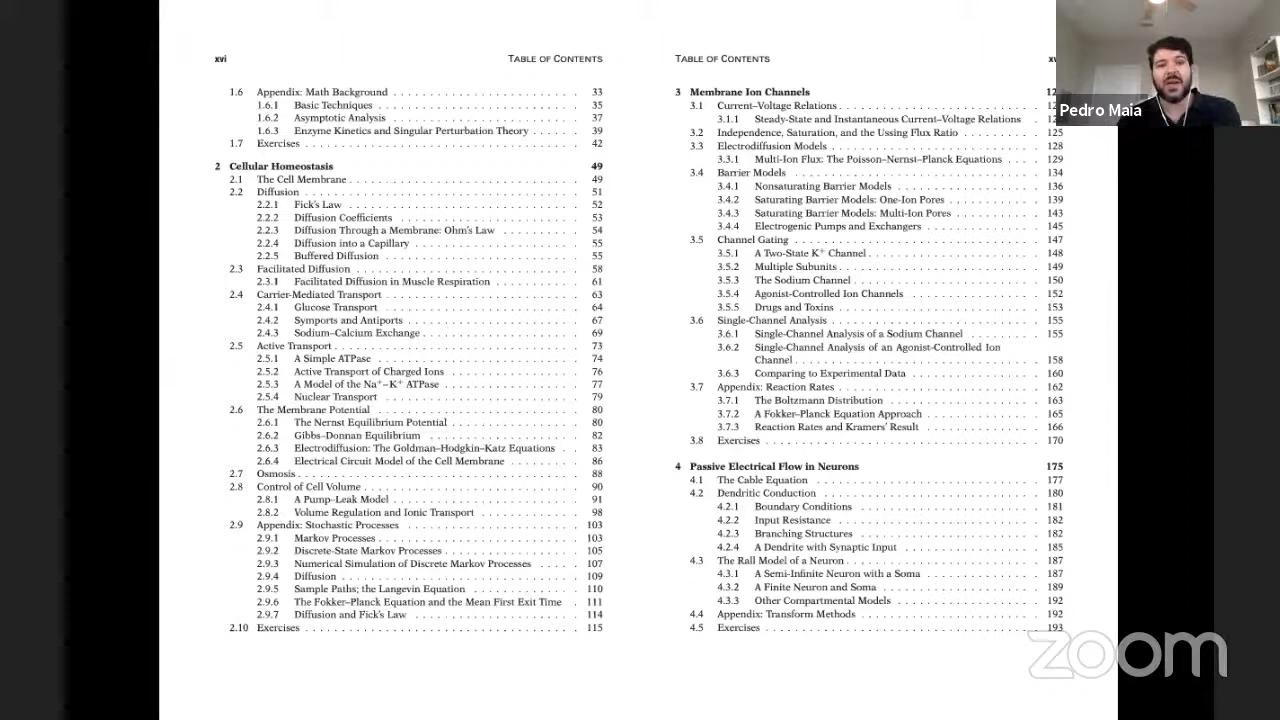 xvi TABLE OF CONTENTS
1.6 Appendix: Math Background 33
1.6.1 Basic Techniques 35
1.6.2 Asymptotic Analysis 37
1.6.3 Enzyme Kinetics and Singular Perturbation Theory 39
1.7 Exercises 42
2 Cellular Homeostasis 49
2.1 The Cell Membrane 49
2.2 Diffusion 51
2.2.1 Fick's Law 52
2.2.2 Diffusion Coefficients 53
2.2.3 Diffusion Through a Membrane: Ohm's Law 54
2.2.4 Diffusion into a Capillary 55
2.2.5 Buffered Diffusion 55
2.3 Facilitated Diffusion 58
2.3.1 Facilitated Diffusion in Muscle Respiration 61
2.4 Carrier-Mediated Transport 63
2.4.1 Glucose Transport 64
2.4.2 Symports and Antiports 67
2.4.3 Sodium–Calcium Exchange 69
2.5 Active Transport 73
2.5.1 A Simple ATPase 74
2.5.2 Active Transport of Charged Ions 76
2.5.3 A Model of the Na⁺–K⁺ ATPase 77
2.5.4 Nuclear Transport 79
2.6 The Membrane Potential 80
2.6.1 The Nernst Equilibrium Potential 80
2.6.2 Gibbs–Donnan Equilibrium 82
2.6.3 Electrodiffusion: The Goldman–Hodgkin–Katz Equations 83
2.6.4 Electrical Circuit Model of the Cell Membrane 86
2.7 Osmosis 88
2.8 Control of Cell Volume 90
2.8.1 A Pump–Leak Model 91
2.8.2 Volume Regulation and Ionic Transport 98
2.9 Appendix: Stochastic Processes 103
2.9.1 Markov Processes 103
2.9.2 Discrete-State Markov Processes 105
2.9.3 Numerical Simulation of Discrete Markov Processes 107
2.9.4 Diffusion 109
2.9.5 Sample Paths; the Langevin Equation 110
2.9.6 The Fokker–Planck Equation and the Mean First Exit Time 111
2.9.7 Diffusion and Fick's Law 114
2.10 Exercises 115
TABLE OF CONTENTS
3 Membrane Ion Channels
3.1 Current–Voltage Relations
3.1.1 Steady-State and Instantaneous Current–Voltage Relations
3.2 Independence, Saturation, and the Ussing Flux Ratio 125
3.3 Electrodiffusion Models 128
3.3.1 Multi-Ion Flux: The Poisson–Nernst–Planck Equations 129
3.4 Barrier Models 134
3.4.1 Nonsaturating Barrier Models 136
3.4.2 Saturating Barrier Models: One-Ion Pores 139
3.4.3 Saturating Barrier Models: Multi-Ion Pores 143
3.4.4 Electrogenic Pumps and Exchangers 145
3.5 Channel Gating 147
3.5.1 A Two-State K⁺ Channel 148
3.5.2 Multiple Subunits 149
3.5.3 The Sodium Channel 150
3.5.4 Agonist-Controlled Ion Channels 152
3.5.5 Drugs and Toxins 153
3.6 Single-Channel Analysis 155
3.6.1 Single-Channel Analysis of a Sodium Channel 155
3.6.2 Single-Channel Analysis of an Agonist-Controlled Ion
Channel 158
3.6.3 Comparing to Experimental Data 160
3.7 Appendix: Reaction Rates 162
3.7.1 The Boltzmann Distribution 163
3.7.2 A Fokker–Planck Equation Approach 165
3.7.3 Reaction Rates and Kramers' Result 166
3.8 Exercises 170
4 Passive Electrical Flow in Neurons 175
4.1 The Cable Equation 177
4.2 Dendritic Conduction 180
4.2.1 Boundary Conditions 181
4.2.2 Input Resistance 182
4.2.3 Branching Structures 182
4.2.4 A Dendrite with Synaptic Input 185
4.3 The Rall Model of a Neuron 187
4.3.1 A Semi-Infinite Neuron with a Soma 187
4.3.2 A Finite Neuron and Soma 189
4.3.3 Other Compartmental Models 192
4.4 Appendix: Transform Methods 192
4.5 Exercises 193
Pedro Maia
zoom